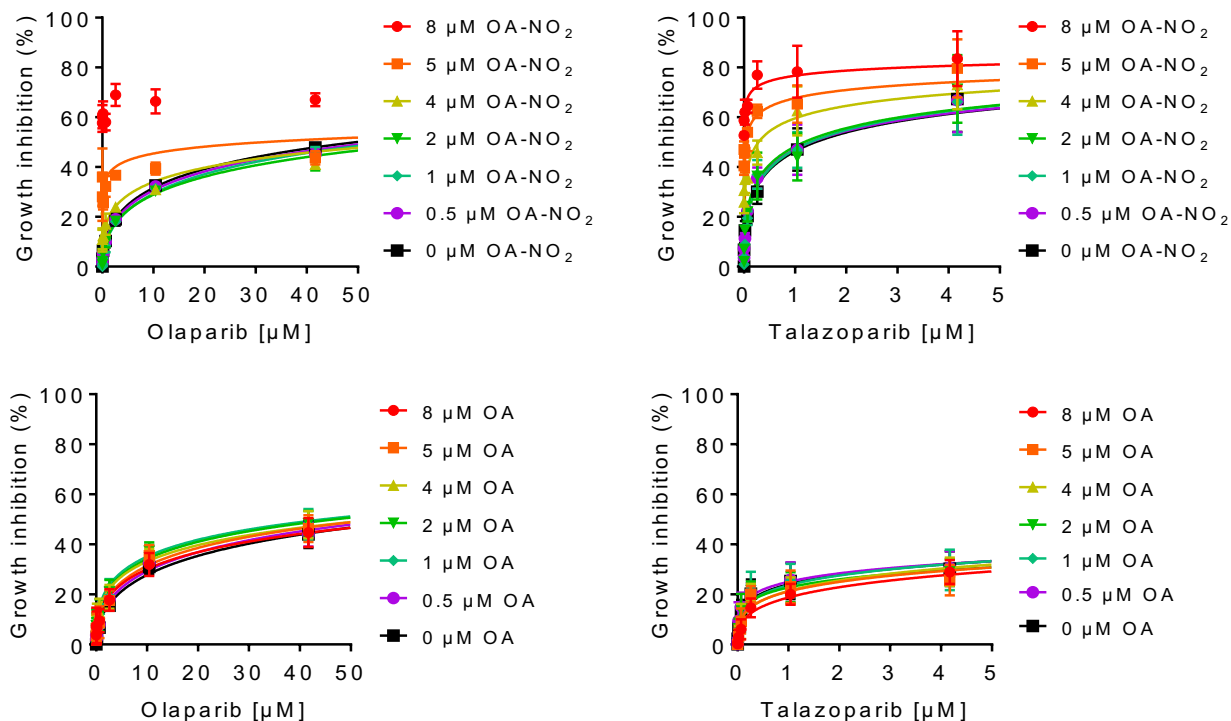 Growth inhibition (%)
100
80
60
40
20
0
0 10 20 30 40 50
Olaparib [µM]
8 µM OA-NO2
5 µM OA-NO2
4 µM OA-NO2
2 µM OA-NO2
1 µM OA-NO2
0.5 µM OA-NO2
0 µM OA-NO2
Growth inhibition (%)
100
80
60
40
20
0
0 1 2 3 4 5
Talazoparib [µM]
8 µM OA-NO2
5 µM OA-NO2
4 µM OA-NO2
2 µM OA-NO2
1 µM OA-NO2
0.5 µM OA-NO2
0 µM OA-NO2
Growth inhibition (%)
100
80
60
40
20
0
0 10 20 30 40 50
Olaparib [µM]
8 µM OA
5 µM OA
4 µM OA
2 µM OA
1 µM OA
0.5 µM OA
0 µM OA
Growth inhibition (%)
100
80
60
40
20
0
0 1 2 3 4 5
Talazoparib [µM]
8 µM OA
5 µM OA
4 µM OA
2 µM OA
1 µM OA
0.5 µM OA
0 µM OA